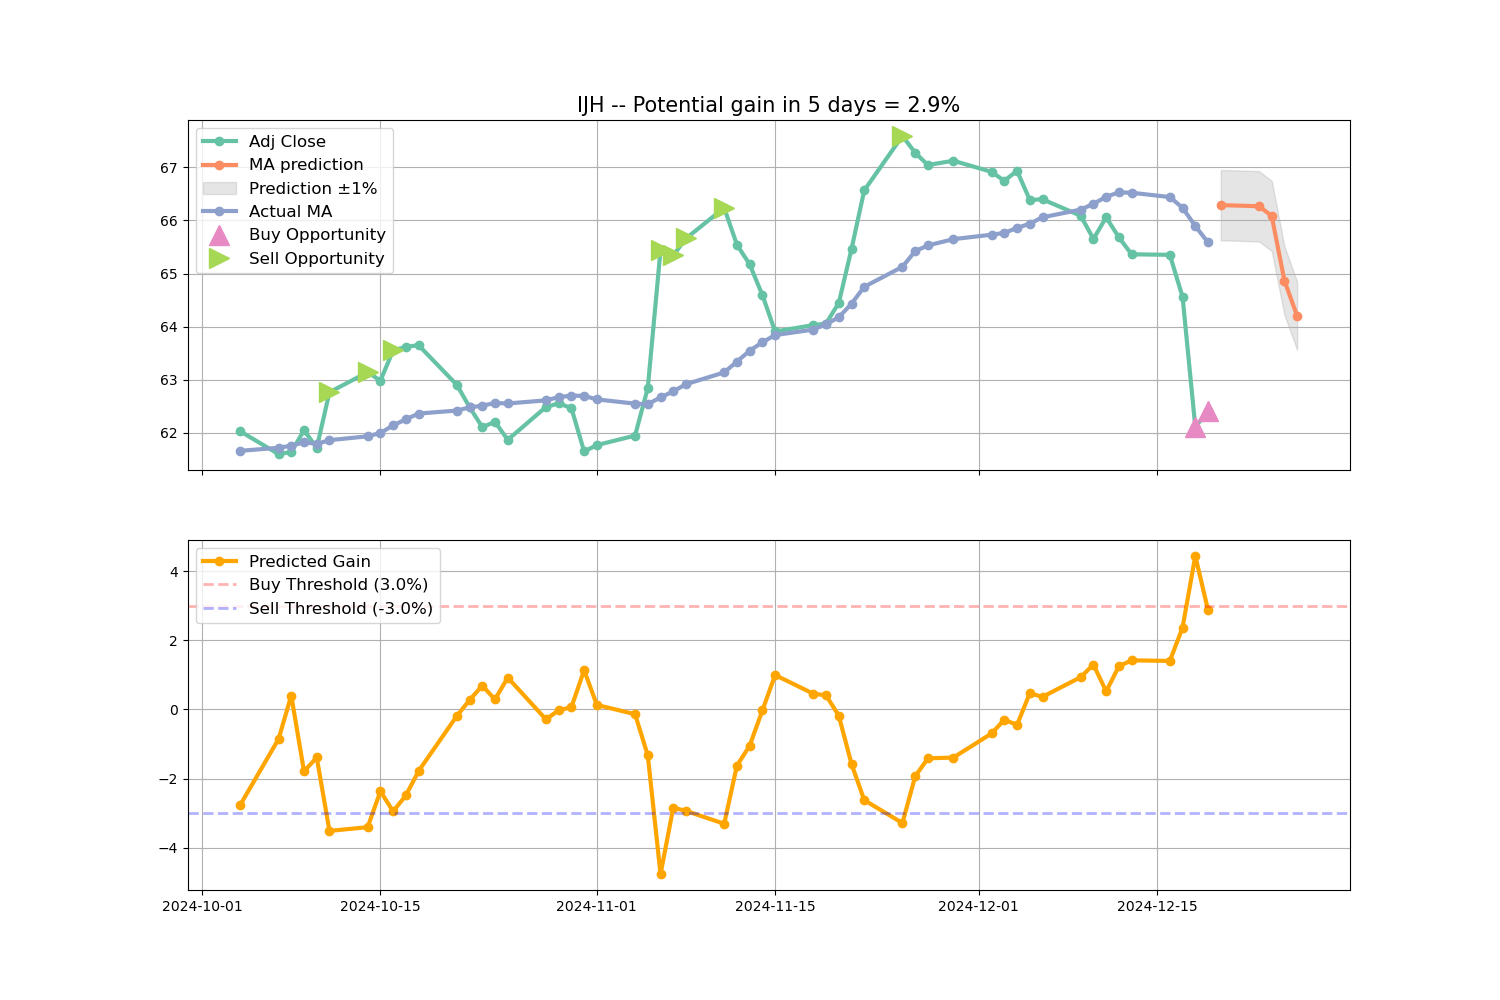 IJH -- Potential gain in 5 days = 2.9%
Adj Close
MA prediction
Prediction ±1%
Actual MA
Buy Opportunity
Sell Opportunity
67
66
65
64
63
62
Predicted Gain
Buy Threshold (3.0%)
Sell Threshold (-3.0%)
4
2
0
−2
−4
2024-10-01 2024-10-15 2024-11-01 2024-11-15 2024-12-01 2024-12-15